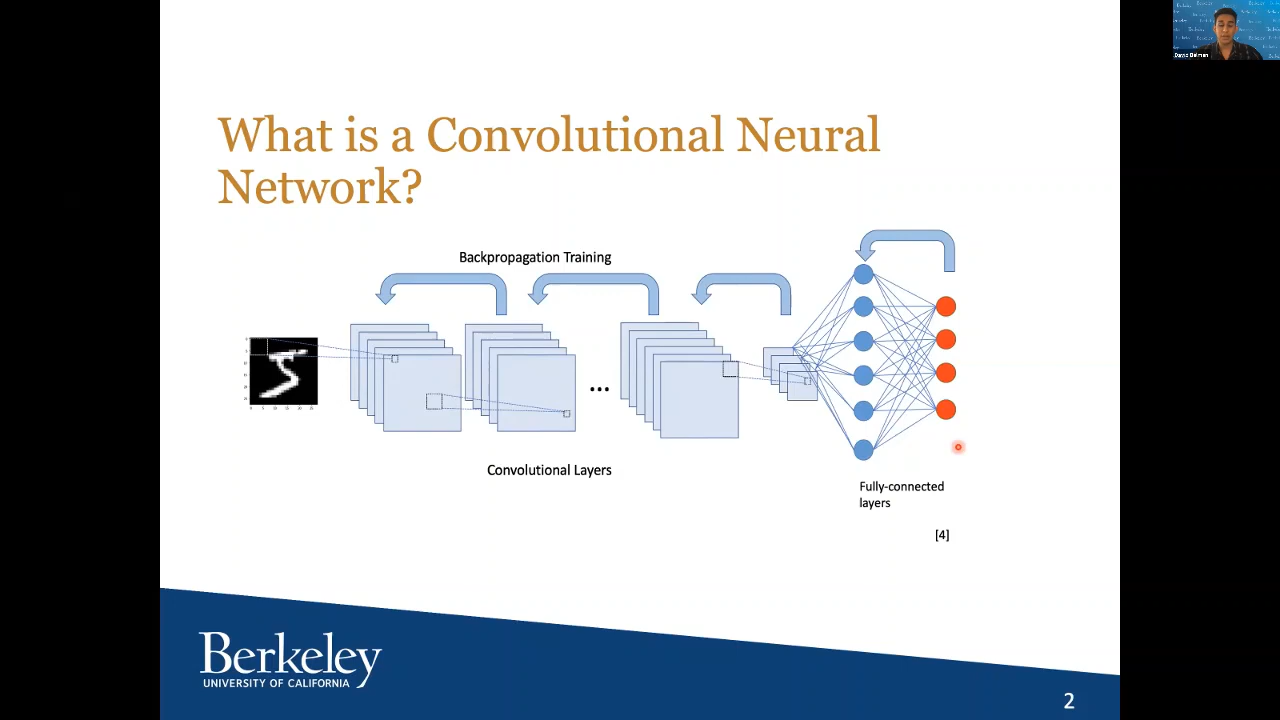 What is a Convolutional Neural
Network?
Backpropagation Training
...
Convolutional Layers
Fully-connected
layers
[4]
Berkeley
UNIVERSITY OF CALIFORNIA
2